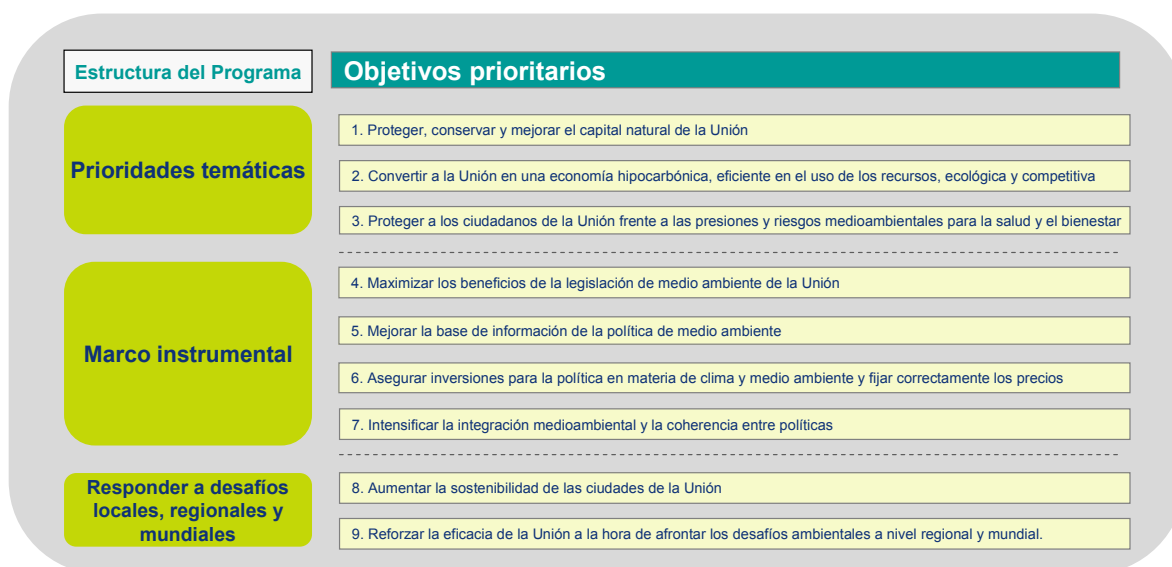 Estructura del Programa
Objetivos prioritarios
Prioridades temáticas
1. Proteger, conservar y mejorar el capital natural de la Unión
2. Convertir a la Unión en una economía hipocarbónica, eficiente en el uso de los recursos, ecológica y competitiva
3. Proteger a los ciudadanos de la Unión frente a las presiones y riesgos medioambientales para la salud y el bienestar
Marco instrumental
4. Maximizar los beneficios de la legislación de medio ambiente de la Unión
5. Mejorar la base de información de la política de medio ambiente
6. Asegurar inversiones para la política en materia de clima y medio ambiente y fijar correctamente los precios
7. Intensificar la integración medioambiental y la coherencia entre políticas
Responder a desafíos
locales, regionales y
mundiales
8. Aumentar la sostenibilidad de las ciudades de la Unión
9. Reforzar la eficacia de la Unión a la hora de afrontar los desafíos ambientales a nivel regional y mundial.